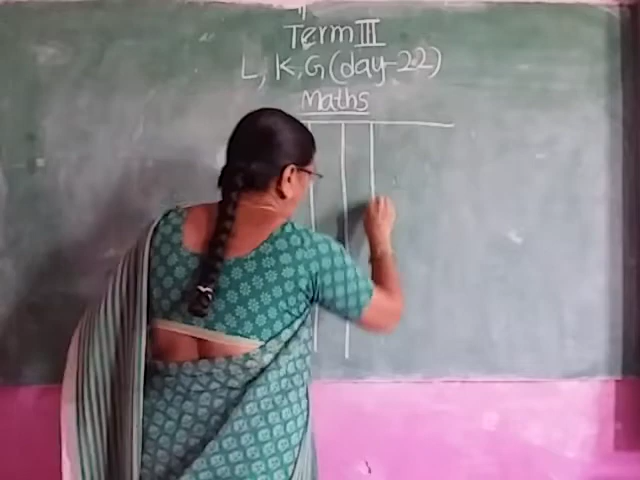 Term III
L, K.G (day-22)
Maths